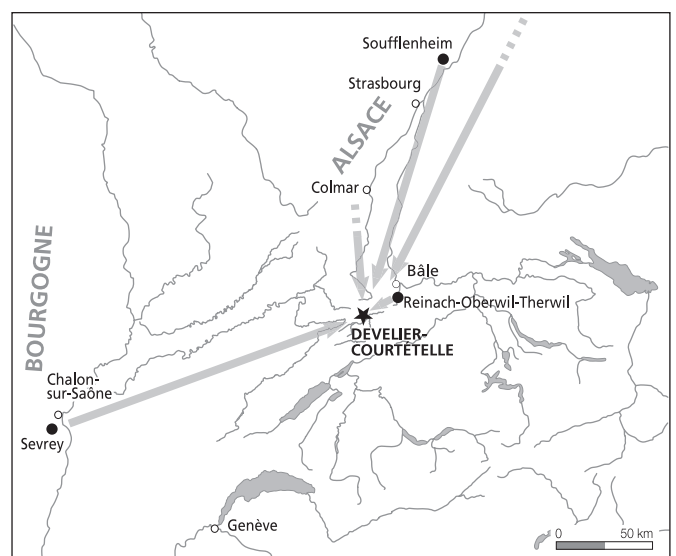 Soufflenheim
Strasbourg
ALSACE
Colmar
BOURGOGNE
Bâle
Reinach-Oberwil-Therwil
DEVELIER-
COURTÉTELLE
Chalon-
sur-Saône
Sevrey
Genève
0 50 km